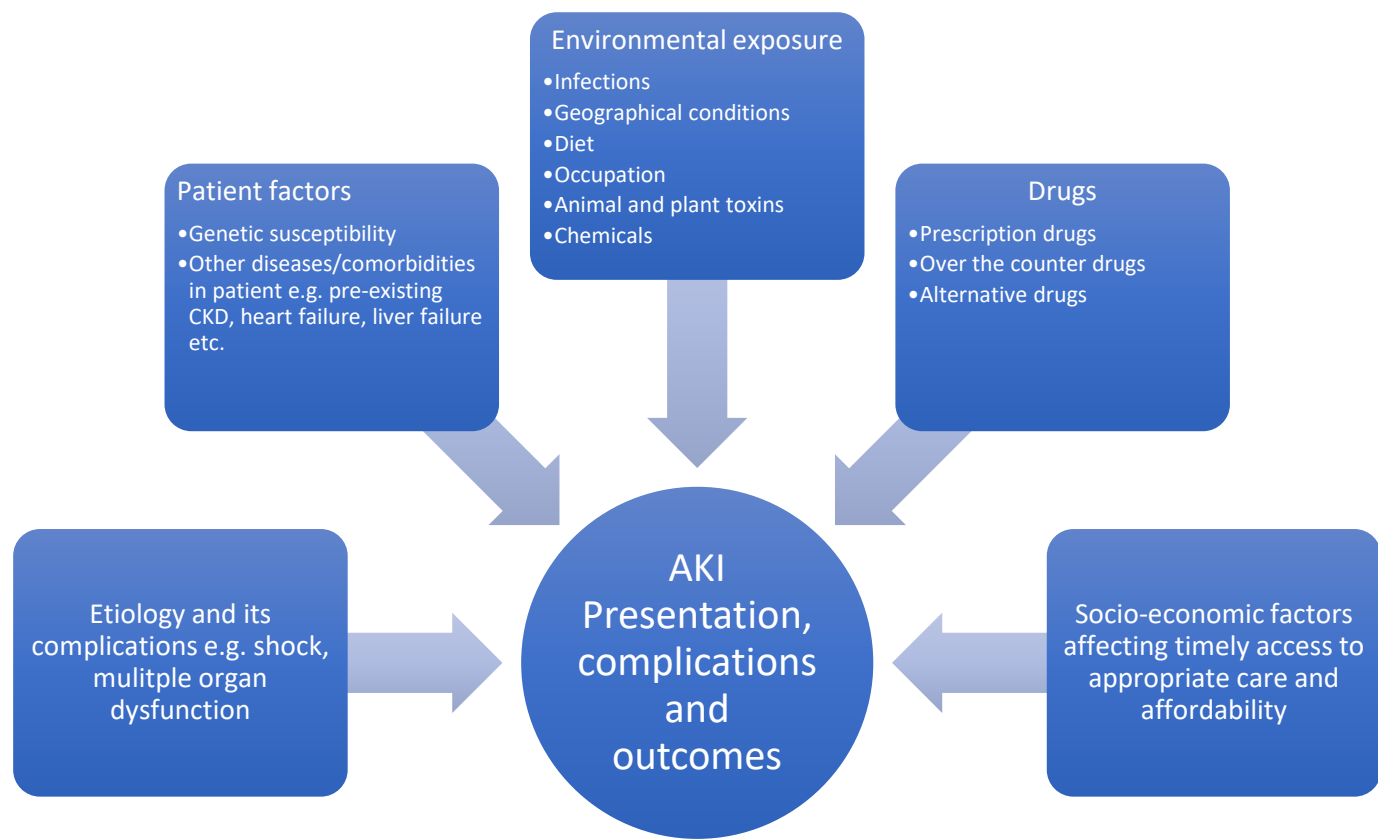 Environmental exposure
•Infections
•Geographical conditions
•Diet
•Occupation
•Animal and plant toxins
•Chemicals
Patient factors
•Genetic susceptibility
•Other diseases/comorbidities
in patient e.g. pre-existing
CKD, heart failure, liver failure
etc.
Drugs
•Prescription drugs
•Over the counter drugs
•Alternative drugs
Etiology and its
complications e.g. shock,
mulitple organ
dysfunction
AKI
Presentation,
complications
and
outcomes
Socio-economic factors
affecting timely access to
appropriate care and
affordability